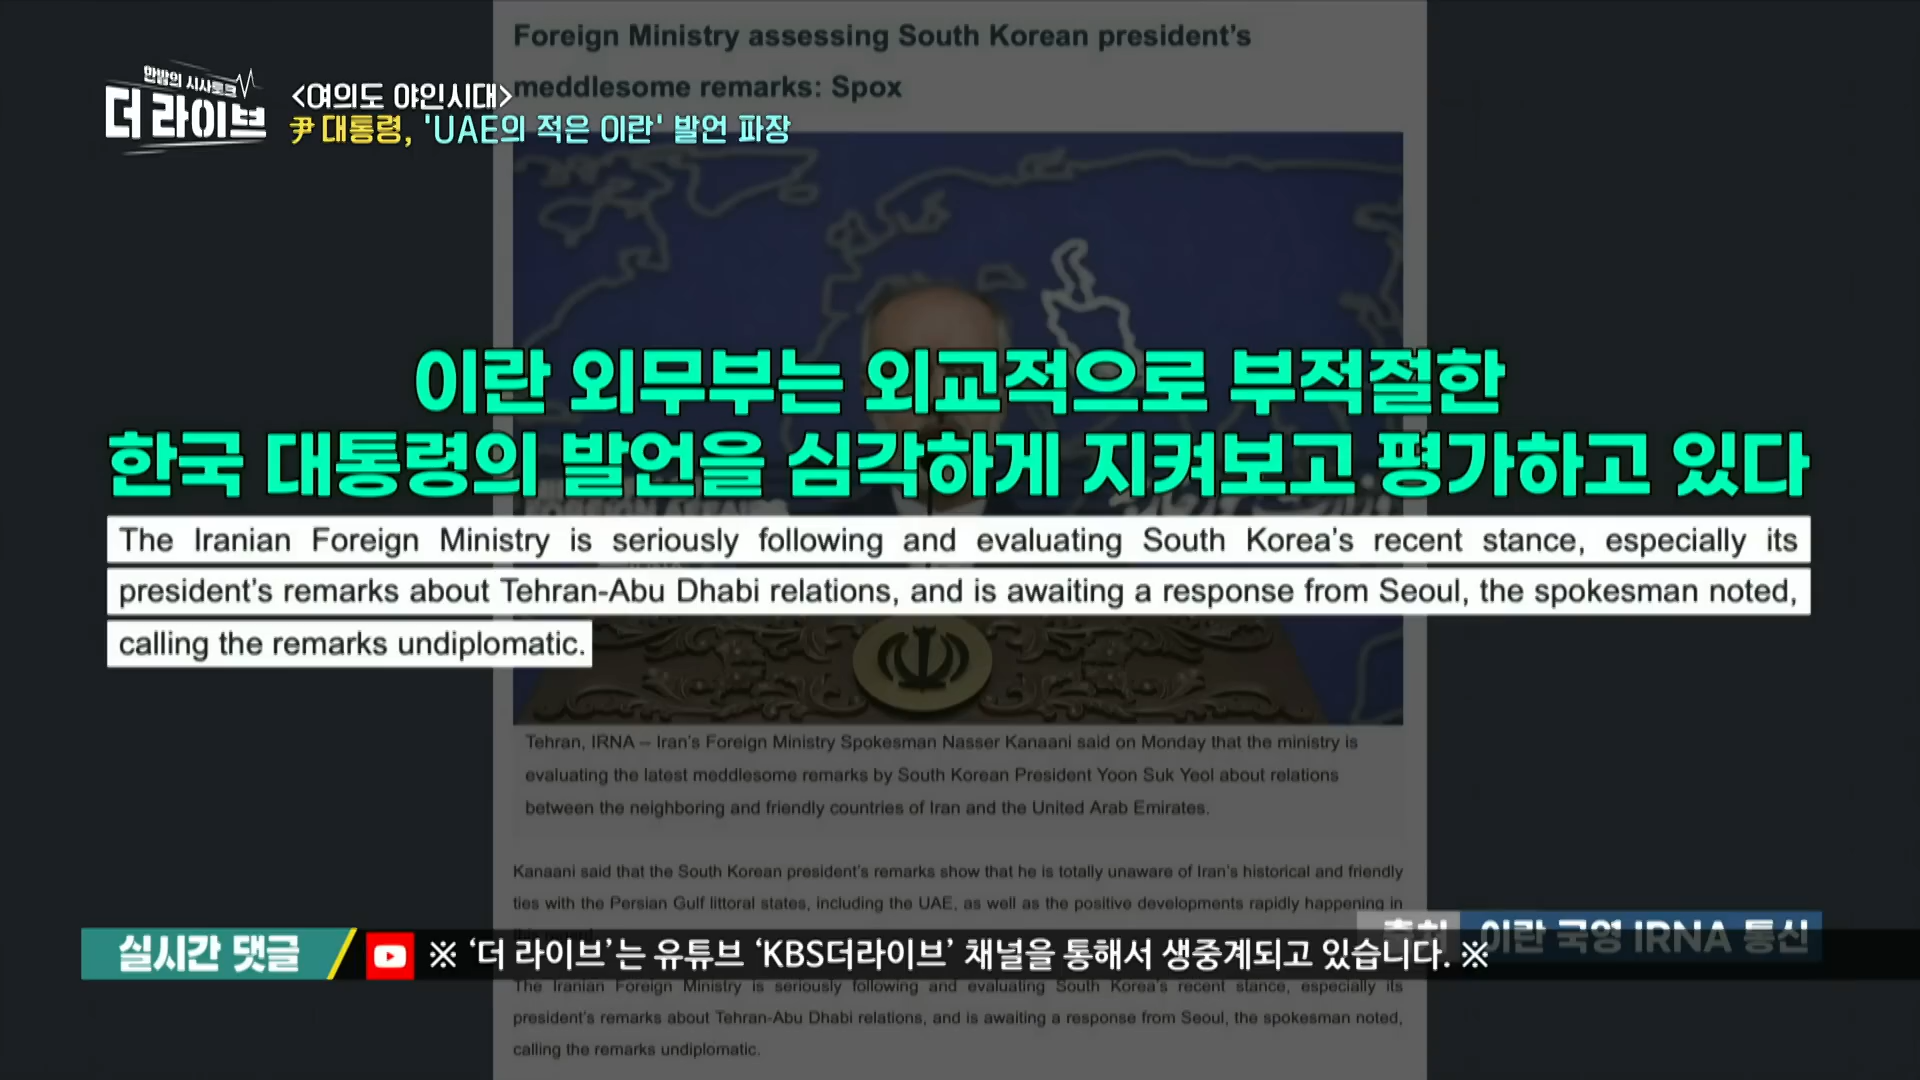 Foreign Ministry assessing South Korean president's
meddlesome remarks: Spox
한밤의 시사토크
더 라이브
<여의도 야인시대>
尹 대통령, 'UAE의 적은 이란' 발언 파장
이란 외무부는 외교적으로 부적절한
한국 대통령의 발언을 심각하게 지켜보고 평가하고 있다
The Iranian Foreign Ministry is seriously following and evaluating South Korea's recent stance, especially its
president's remarks about Tehran-Abu Dhabi relations, and is awaiting a response from Seoul, the spokesman noted,
calling the remarks undiplomatic.
Tehran, IRNA – Iran's Foreign Ministry Spokesman Nasser Kanaani said on Monday that the ministry is
evaluating the latest meddlesome remarks by South Korean President Yoon Suk Yeol about relations
between the neighboring and friendly countries of Iran and the United Arab Emirates.
Kanaani said that the South Korean president's remarks show that he is totally unaware of Iran's historical and friendly
ties with the Persian Gulf littoral states, including the UAE, as well as the positive developments rapidly happening in
출처 이란 국영 IRNA 통신
실시간 댓글
※ '더 라이브'는 유튜브 'KBS더라이브' 채널을 통해서 생중계되고 있습니다. ※
The Iranian Foreign Ministry is seriously following and evaluating South Korea's recent stance, especially its
president's remarks about Tehran-Abu Dhabi relations, and is awaiting a response from Seoul, the spokesman noted,
calling the remarks undiplomatic.